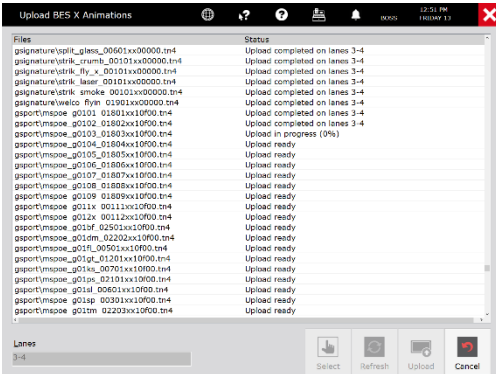 Upload BES X Animations
BOSS
12:51 PM
FRIDAY 13
Files Status
gsignature\split_glass_00601xx00000.tn4 Upload completed on lanes 3-4
gsignature\strik_crumb_00101xx00000.tn4 Upload completed on lanes 3-4
gsignature\strik_fly_x_00101xx00000.tn4 Upload completed on lanes 3-4
gsignature\strik_laser_00101xx00000.tn4 Upload completed on lanes 3-4
gsignature\strik_smoke_00101xx00000.tn4 Upload completed on lanes 3-4
gsignature\welco_flyin_01901xx00000.tn4 Upload completed on lanes 3-4
gsport\mspoe_g0101_01801xx10f00.tn4 Upload completed on lanes 3-4
gsport\mspoe_g0102_01802xx10f00.tn4 Upload completed on lanes 3-4
gsport\mspoe_g0103_01803xx10f00.tn4 Upload in progress (0%)
gsport\mspoe_g0104_01804xx10f00.tn4 Upload ready
gsport\mspoe_g0105_01805xx10f00.tn4 Upload ready
gsport\mspoe_g0106_01806xx10f00.tn4 Upload ready
gsport\mspoe_g0107_01807xx10f00.tn4 Upload ready
gsport\mspoe_g0108_01808xx10f00.tn4 Upload ready
gsport\mspoe_g0109_01809xx10f00.tn4 Upload ready
gsport\mspoe_g011x_00111xx10f00.tn4 Upload ready
gsport\mspoe_g012x_00112xx10f00.tn4 Upload ready
gsport\mspoe_g01bf_02501xx10f00.tn4 Upload ready
gsport\mspoe_g01dm_02202xx10f00.tn4 Upload ready
gsport\mspoe_g01fl_00501xx10f00.tn4 Upload ready
gsport\mspoe_g01gt_01201xx10f00.tn4 Upload ready
gsport\mspoe_g01ks_00701xx10f00.tn4 Upload ready
gsport\mspoe_g01ps_02101xx10f00.tn4 Upload ready
gsport\mspoe_g01sl_00601xx10f00.tn4 Upload ready
gsport\mspoe_g01sp_00301xx10f00.tn4 Upload ready
gsport\mspoe_g01tm_02203xx10f00.tn4 Upload ready
Lanes
3-4
Select Refresh Upload Cancel